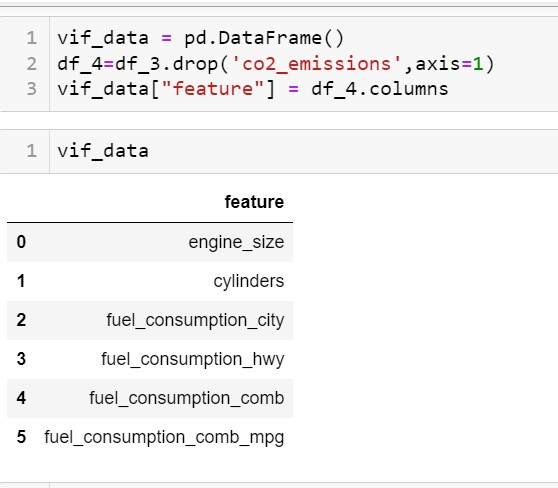 1 vif_data = pd.DataFrame()
2 df_4=df_3.drop('co2_emissions',axis=1)
3 vif_data["feature"] = df_4.columns
1 vif_data
feature
0 engine_size
1 cylinders
2 fuel_consumption_city
3 fuel_consumption_hwy
4 fuel_consumption_comb
5 fuel_consumption_comb_mpg